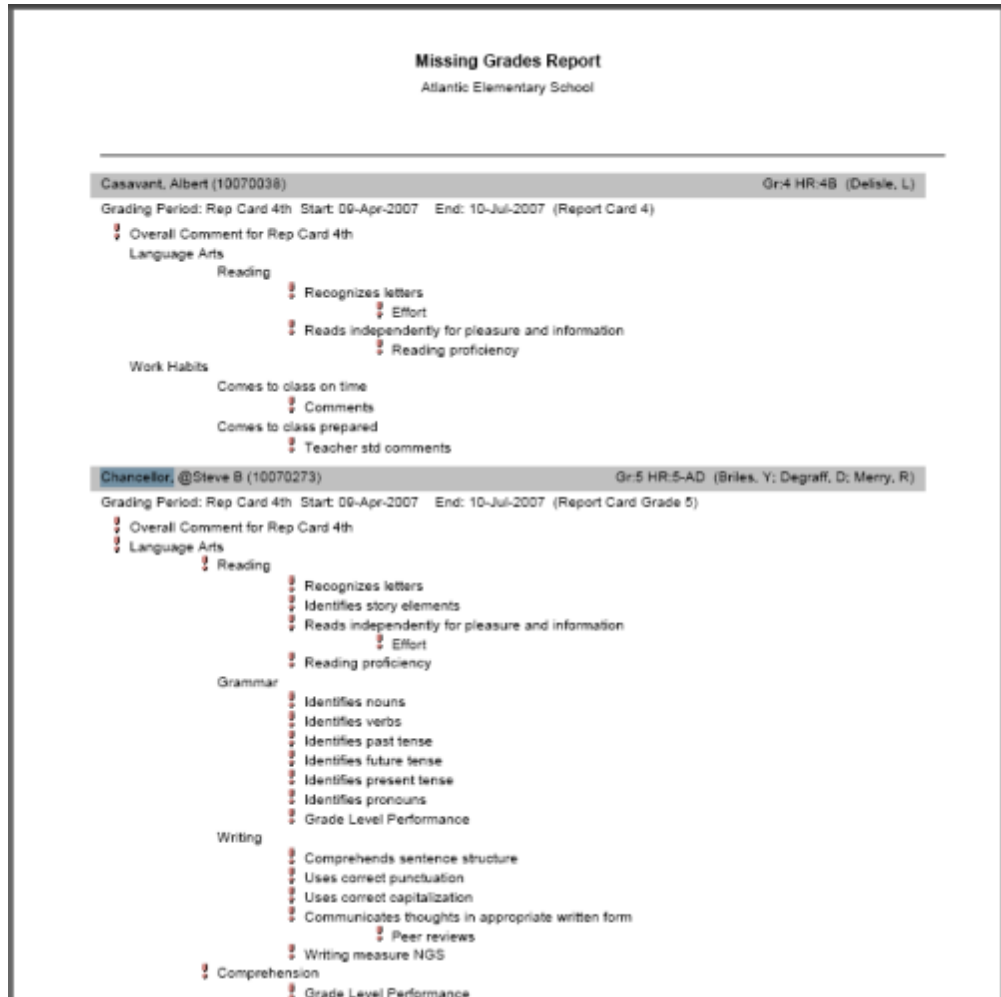 Missing Grades Report
Atlantic Elementary School
Casavant, Albert (10070038) Gr:4 HR:4B (Delisle, L)
Grading Period: Rep Card 4th Start: 09-Apr-2007 End: 10-Jul-2007 (Report Card 4)
Overall Comment for Rep Card 4th
Language Arts
Reading
Recognizes letters
Effort
Reads independently for pleasure and information
Reading proficiency
Work Habits
Comes to class on time
Comments
Comes to class prepared
Teacher std comments
Chancellor, @Steve B (10070273) Gr:5 HR:5-AD (Briles, Y; Degraff, D; Merry, R)
Grading Period: Rep Card 4th Start: 09-Apr-2007 End: 10-Jul-2007 (Report Card Grade 5)
Overall Comment for Rep Card 4th
Language Arts
Reading
Recognizes letters
Identifies story elements
Reads independently for pleasure and information
Effort
Reading proficiency
Grammar
Identifies nouns
Identifies verbs
Identifies past tense
Identifies future tense
Identifies present tense
Identifies pronouns
Grade Level Performance
Writing
Comprehends sentence structure
Uses correct punctuation
Uses correct capitalization
Communicates thoughts in appropriate written form
Peer reviews
Writing measure NGS
Comprehension
Grade Level Performance